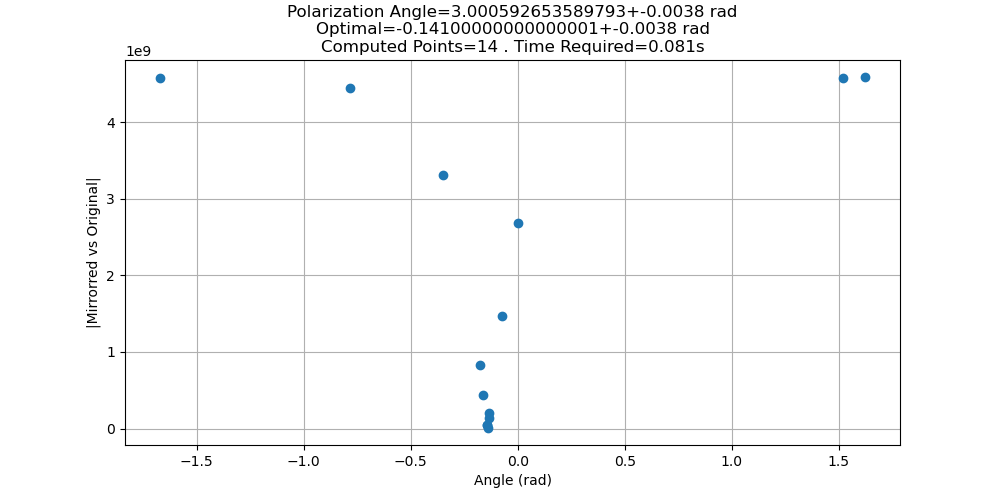 Polarization Angle=3.000592653589793+-0.0038 rad
Optimal=-0.14100000000000001+-0.0038 rad
Computed Points=14 . Time Required=0.081s
1e9
4
3
2
1
0
|Mirrorred vs Original|
−1.5
−1.0
−0.5
0.0
0.5
1.0
1.5
Angle (rad)